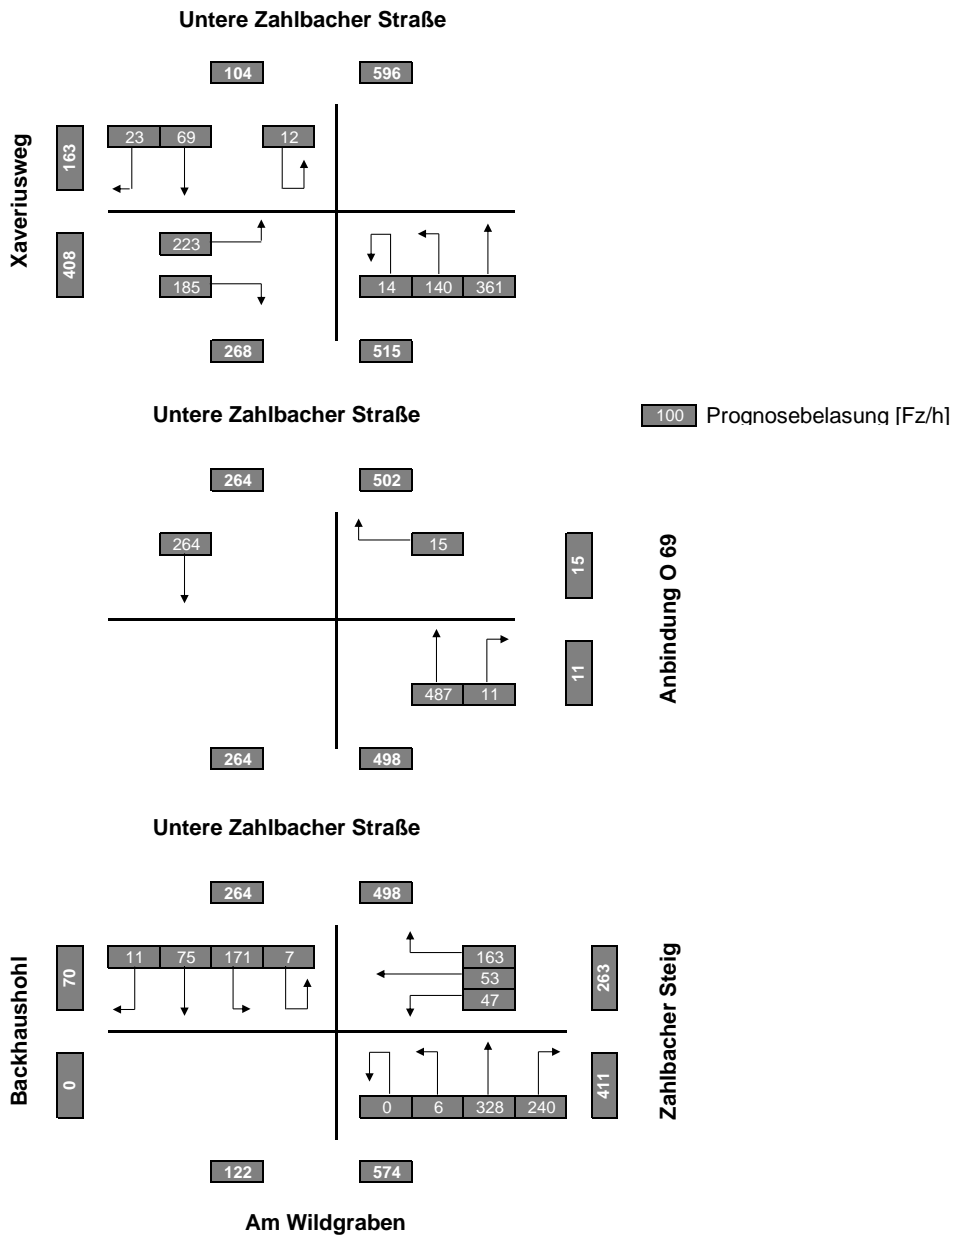 Untere Zahlbacher Straße
104 596
Xaveriusweg
163
23 69 12
408
223
185
14 140 361
268 515
Untere Zahlbacher Straße
100 Prognosebelasung [Fz/h]
264 502
264 15
15
Anbindung O 69
11
487 11
264 498
Untere Zahlbacher Straße
264 498
Backhaushohl
70
11 75 171 7
163
53
47
263
Zahlbacher Steig
0
0 6 328 240
411
122 574
Am Wildgraben